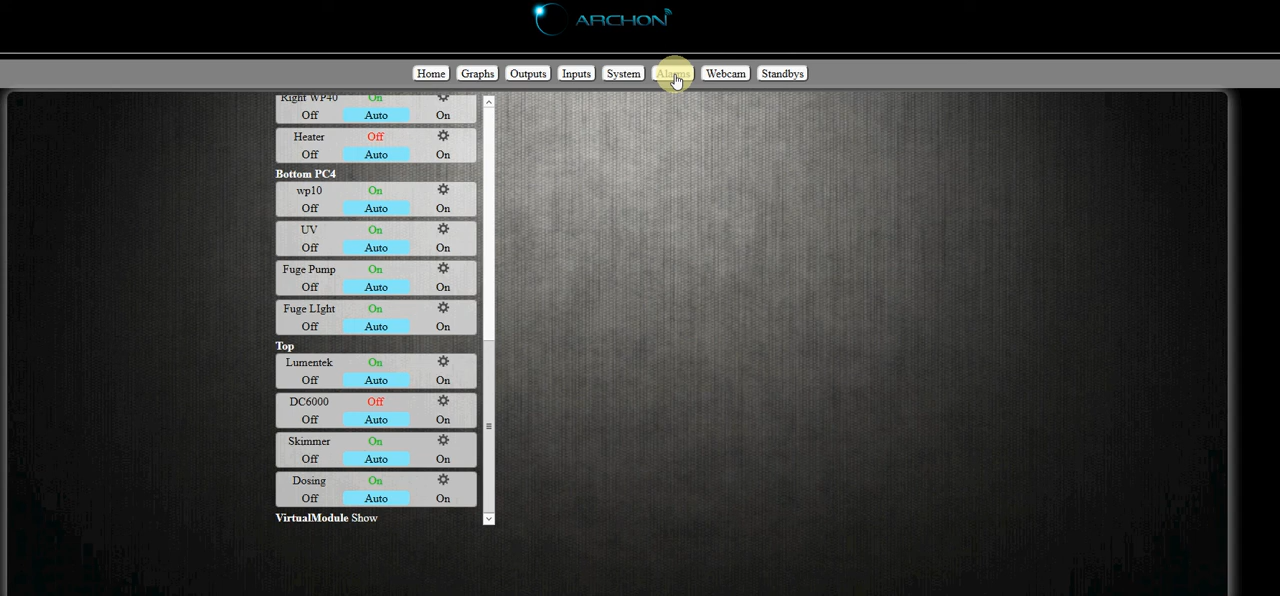 ARCHON
Home Graphs Outputs Inputs System Alarms Webcam Standbys
Right WP40 On
Off Auto On
Heater Off
Off Auto On
Bottom PC4
wp10 On
Off Auto On
UV On
Off Auto On
Fuge Pump On
Off Auto On
Fuge LIght On
Off Auto On
Top
Lumentek On
Off Auto On
DC6000 Off
Off Auto On
Skimmer On
Off Auto On
Dosing On
Off Auto On
VirtualModule Show